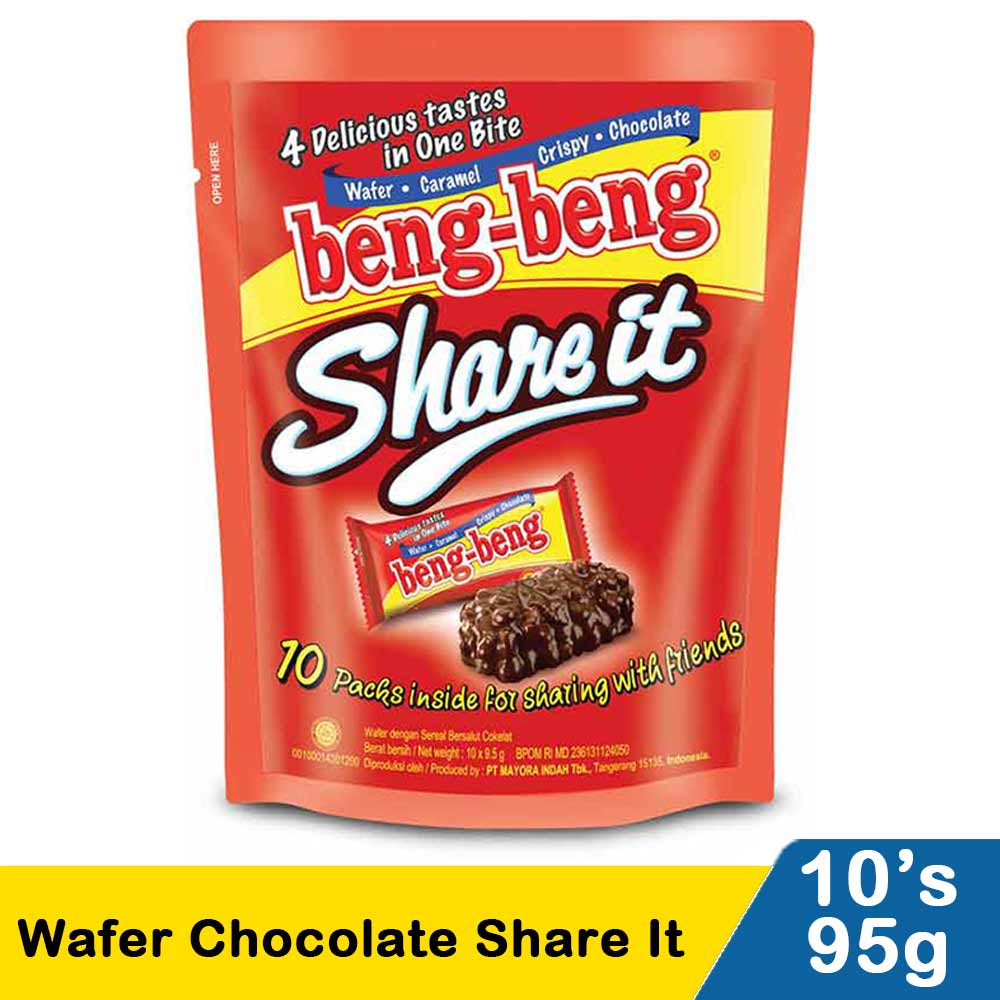 OPEN HERE
4 Delicious tastes
in One Bite
Wafer • Caramel Crispy • Chocolate
beng-beng®
Share it
4 Delicious tastes
in One Bite
Wafer • Caramel Crispy • Chocolate
beng-beng
10 Packs inside for sharing with friends
Wafer dengan Sereal Bersalut Cokelat
Berat bersih / Net weight : 10 x 9.5 g BPOM RI MD 236131124050
00100014301200 Diproduksi oleh / Produced by : PT MAYORA INDAH Tbk., Tangerang 15135, Indonesia.
10's
95g
Wafer Chocolate Share It